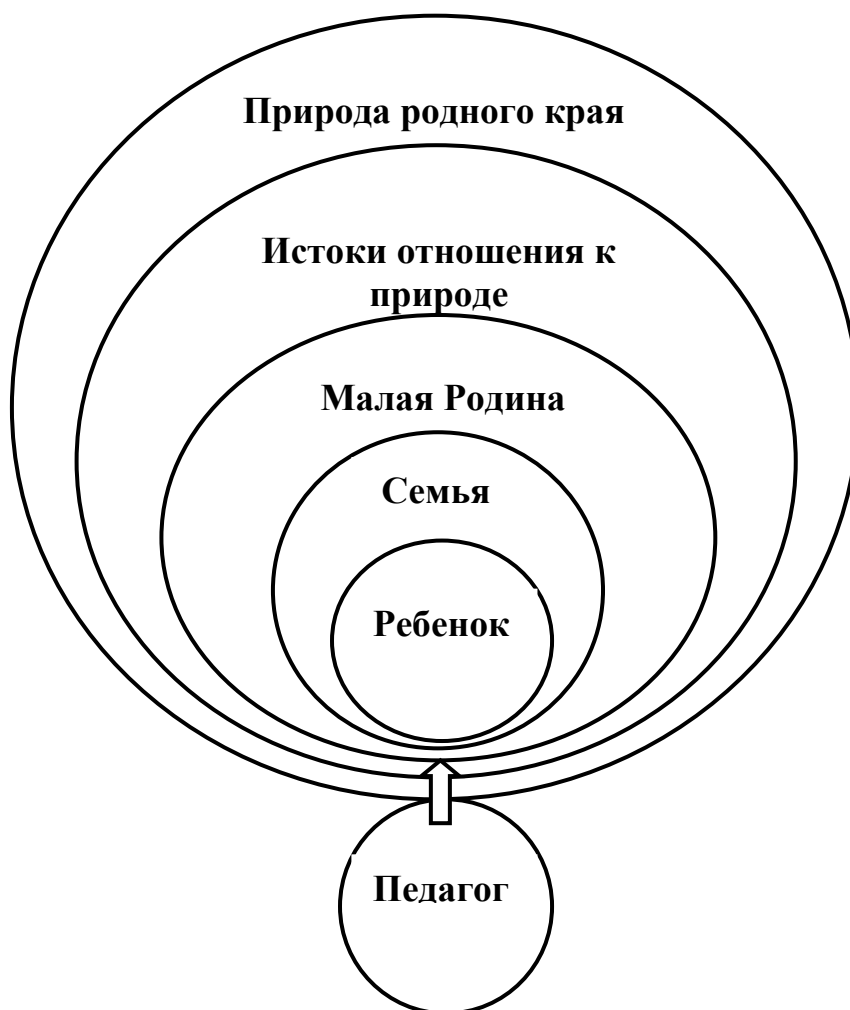 Природа родного края
Истоки отношения к
природе
Малая Родина
Семья
Ребенок
Педагог